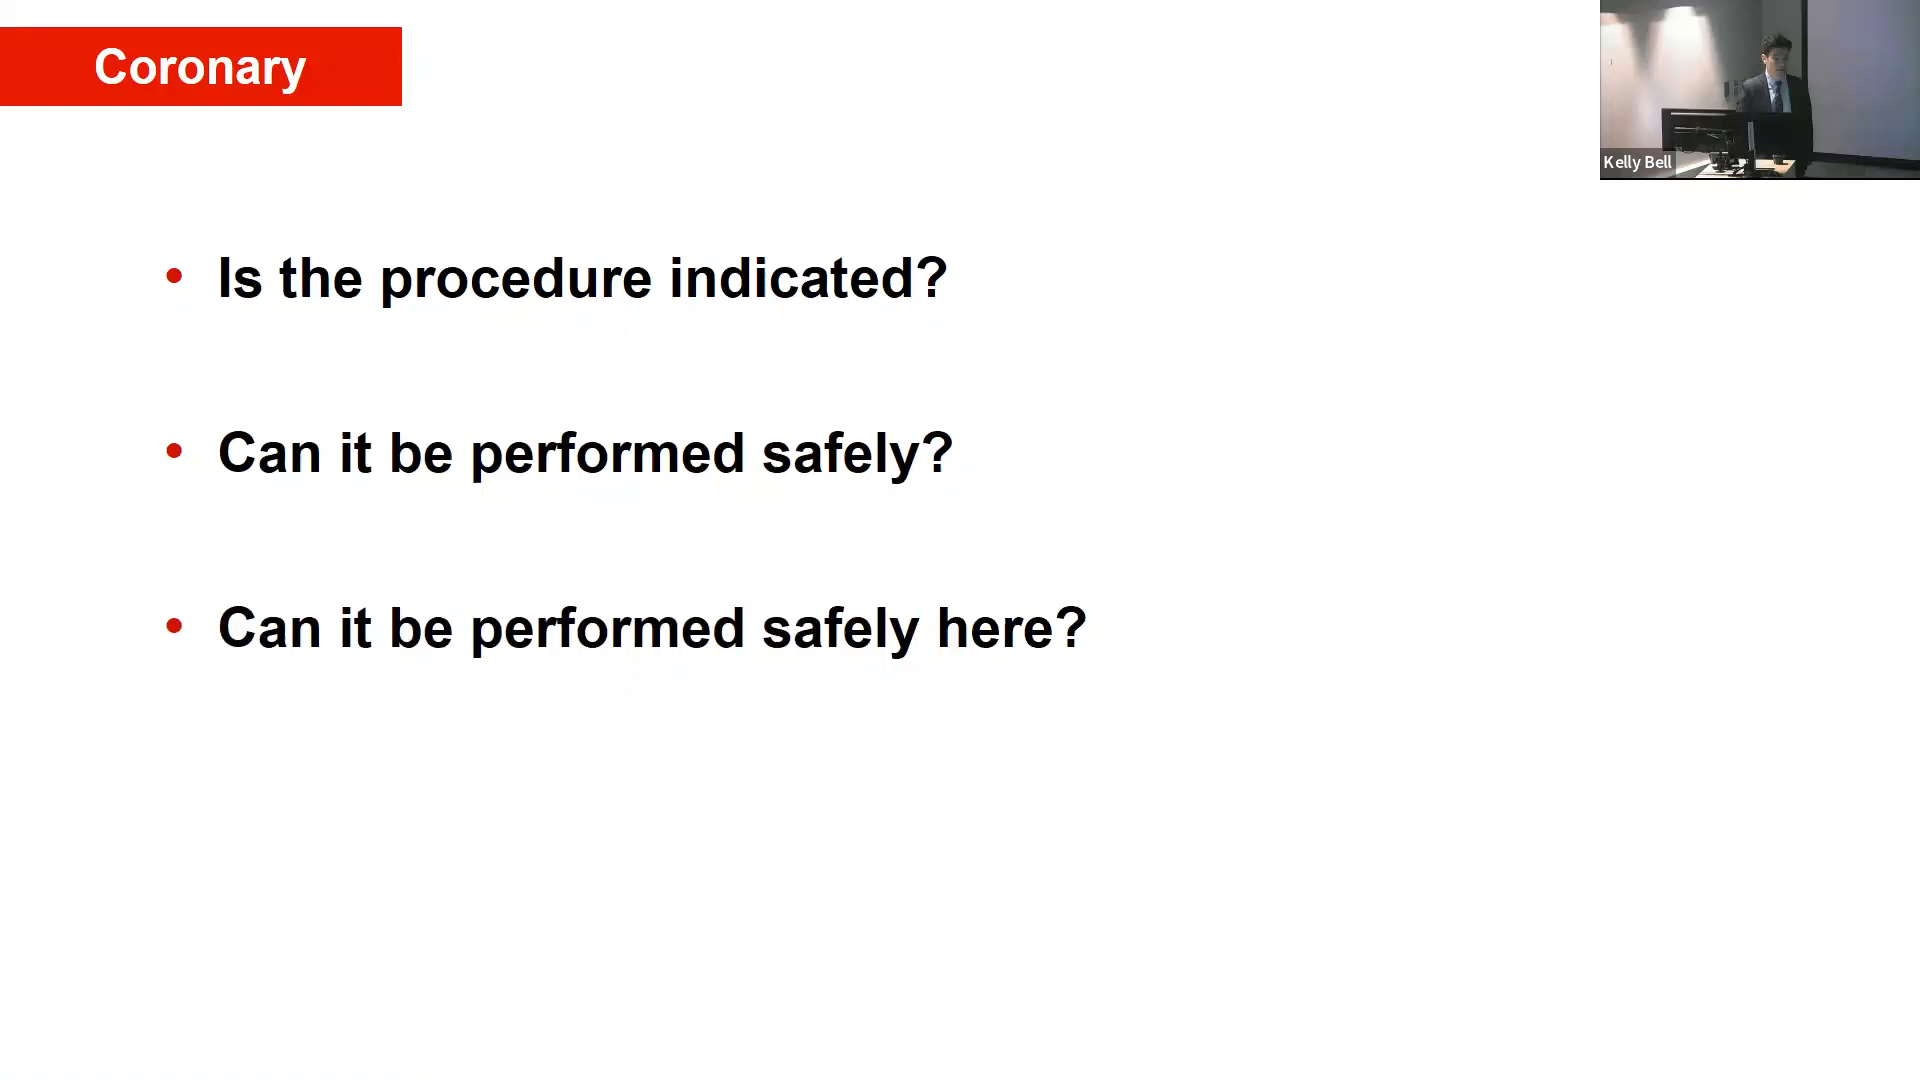 Coronary
Kelly Bell
• Is the procedure indicated?
• Can it be performed safely?
• Can it be performed safely here?